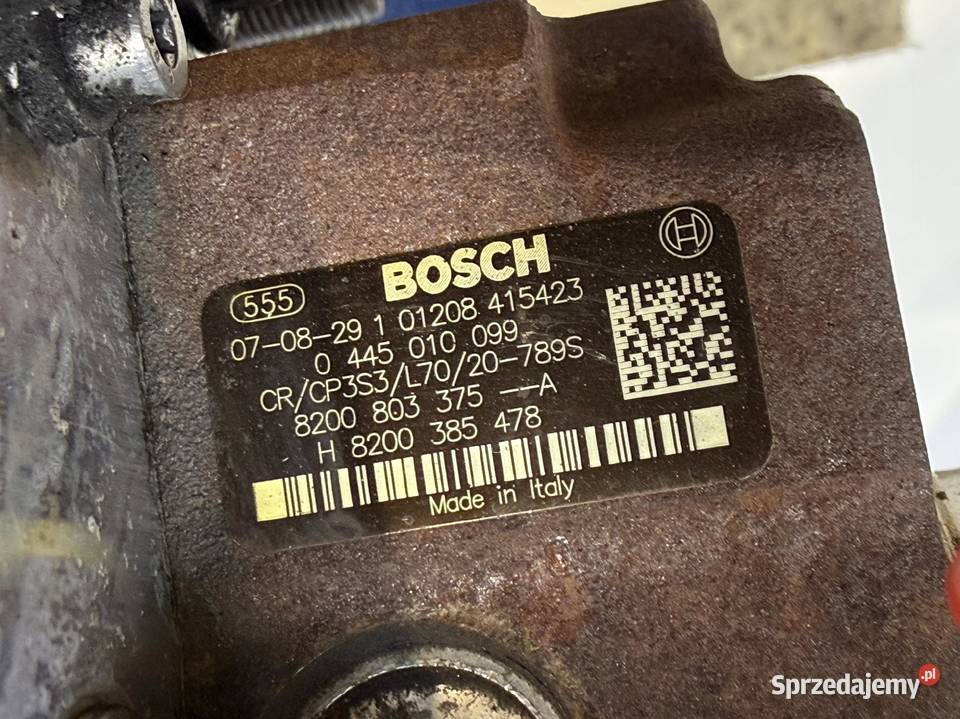 BOSCH
555
07-08-29 1 01208 415423
0 445 010 099
CR/CP3S3/L70/20-789S
8200 803 375 --A
H 8200 385 478
Made in Italy
Sprzedajemy.pl